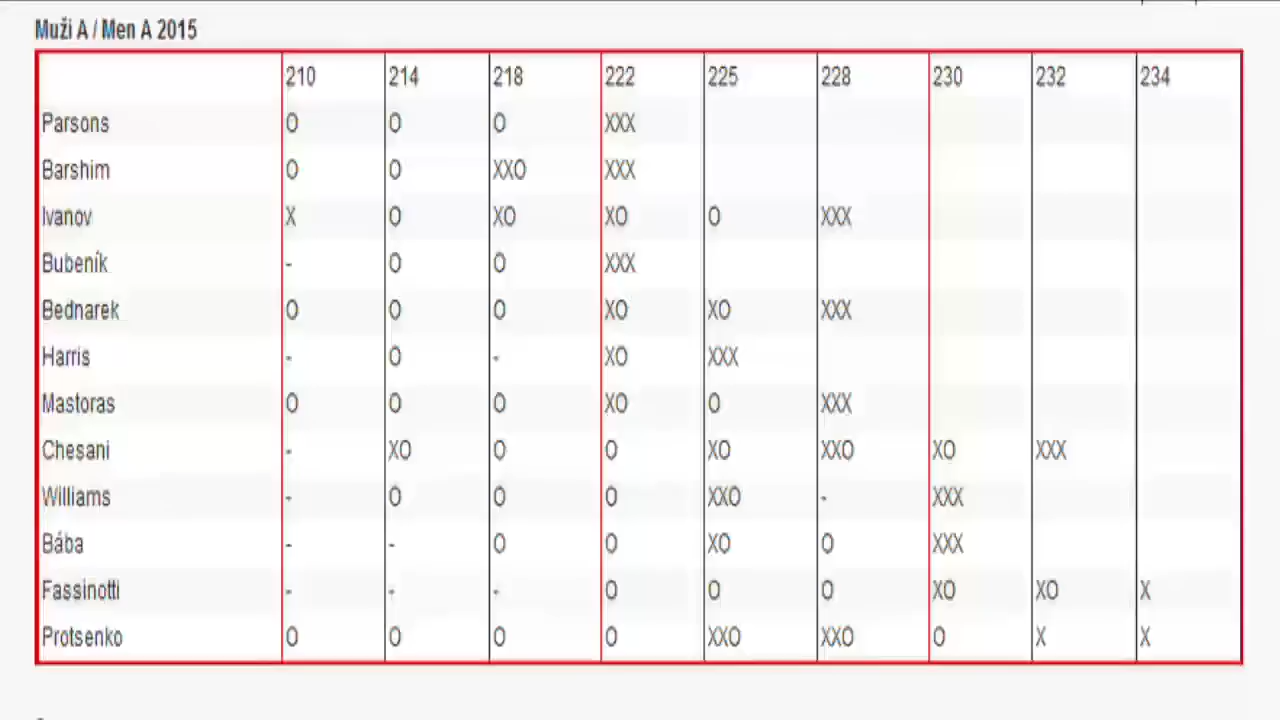 Muži A / Men A 2015
210 214 218 222 225 228 230 232 234
Parsons O O O XXX
Barshim O O XXO XXX
Ivanov X O XO XO O XXX
Bubeník - O O XXX
Bednarek O O O XO XO XXX
Harris - O - XO XXX
Mastoras O O O XO O XXX
Chesani - XO O O XO XXO XO XXX
Williams - O O O XXO - XXX
Bába - - O O XO O XXX
Fassinotti - - - O O O XO XO X
Protsenko O O O O XXO XXO O X X